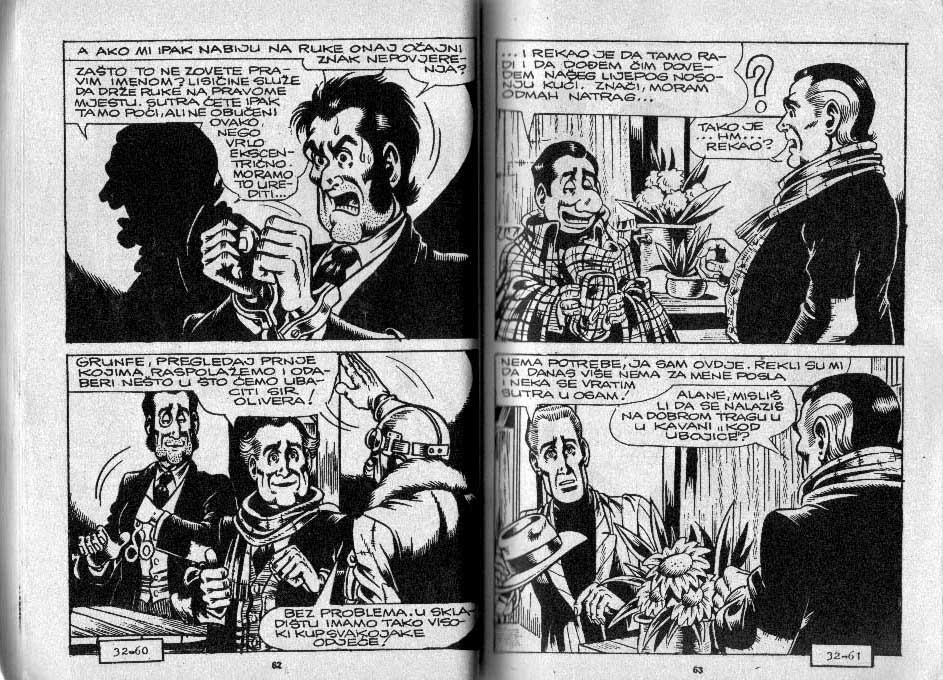 A AKO MI IPAK NABIJU NA RUKE ONAJ OČAJNI
ZNAK NEPOVJERE-
NJA?
ZAŠTO TO NE ZOVETE PRA-
VIM IMENOM? LISIČINE SLUŽE
DA DRŽE RUKE NA PRAVOME
MJESTU. SUTRA ĆETE IPAK
TAMO POĆI, ALI NE OBUČENI
OVAKO,
NEGO
VRLO
EKSCEN-
TRIČNO.
MORAMO
TO URE-
DITI...
GRUNFE, PREGLEDAJ PRNJE
KOJIMA, RASPOLAŽEMO I ODA-
BERI NEŠTO U ŠTO ĆEMO UBA-
CITI SIR
OLIVERA!
BEZ PROBLEMA. U SKLA-
DIŠTU IMAMO TAKO VISO-
KI KUP SVAKOJAKE
ODJEĆE!
32-60
62
... I REKAO JE DA TAMO RA-
DI I DA DOĐEM ČIM DOVE-
DEM NAŠEG LIJEPOG NOSO-
NJU KUĆI. ZNAČI, MORAM
ODMAH NATRAG...
?
TAKO JE
... HM...
REKAO?
NEMA POTREBE, JA SAM OVDJE. REKLI SU MI
DA DANAS VIŠE NEMA ZA MENE POSLA
I NEKA SE VRATIM
SUTRA U OSAM!
ALANE, MISLIŠ
LI DA SE NALAZIŠ
NA DOBROM TRAGU U
U KAVANI „KOD
UBOJICE"?
32-61
63